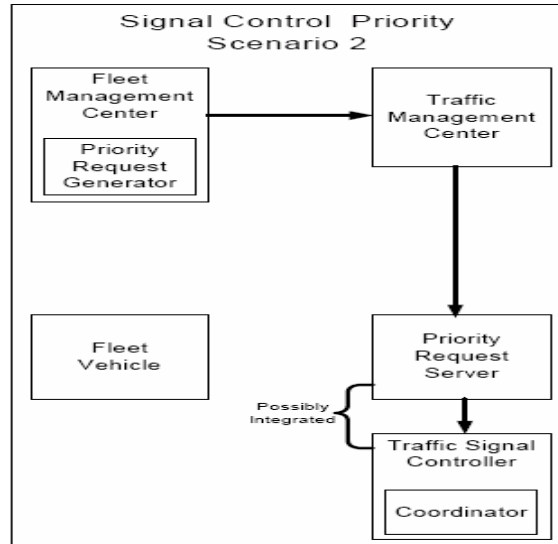 Signal Control Priority
Scenario 2
Fleet
Management
Center
Priority
Request
Generator
Traffic
Management
Center
Fleet
Vehicle
Priority
Request
Server
Possibly
Integrated
Traffic Signal
Controller
Coordinator